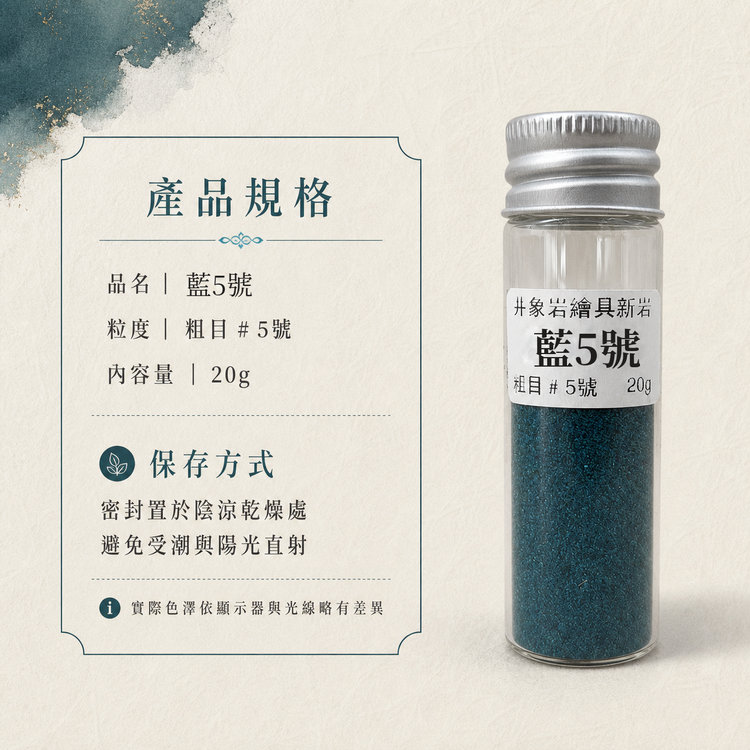 產品規格
品名｜ 藍5號
粒度｜ 粗目 # 5號
內容量 ｜ 20g
保存方式
密封置於陰涼乾燥處
避免受潮與陽光直射
i 實際色澤依顯示器與光線略有差異
井象岩繪具新岩
藍5號
粗目 # 5號 20g